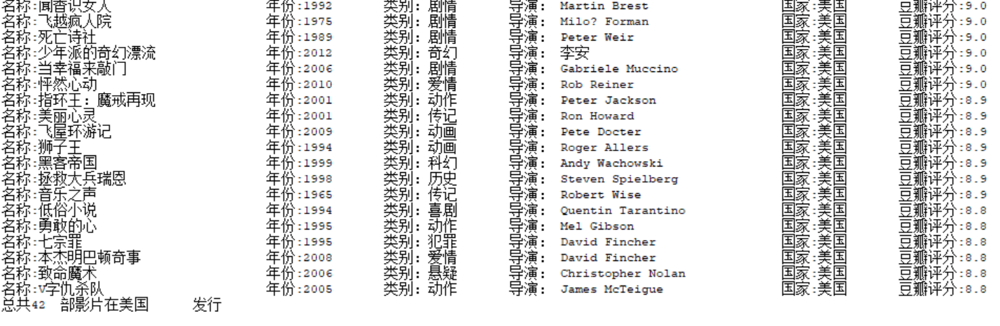 名称:闻香识女人 年份:1992 类别: 剧情 导演: Martin Brest 国家:美国 豆瓣评分:9.0
名称:飞越疯人院 年份:1975 类别: 剧情 导演: Milo? Forman 国家:美国 豆瓣评分:9.0
名称:死亡诗社 年份:1989 类别: 剧情 导演: Peter Weir 国家:美国 豆瓣评分:9.0
名称:少年派的奇幻漂流 年份:2012 类别: 奇幻 导演: 李安 国家:美国 豆瓣评分:9.0
名称:当幸福来敲门 年份:2006 类别: 剧情 导演: Gabriele Muccino 国家:美国 豆瓣评分:9.0
名称:怦然心动 年份:2010 类别: 爱情 导演: Rob Reiner 国家:美国 豆瓣评分:9.0
名称:指环王: 魔戒再现 年份:2001 类别: 动作 导演: Peter Jackson 国家:美国 豆瓣评分:8.9
名称:美丽心灵 年份:2001 类别: 传记 导演: Ron Howard 国家:美国 豆瓣评分:8.9
名称:飞屋环游记 年份:2009 类别: 动画 导演: Pete Docter 国家:美国 豆瓣评分:8.9
名称:狮子王 年份:1994 类别: 动画 导演: Roger Allers 国家:美国 豆瓣评分:8.9
名称:黑客帝国 年份:1999 类别: 科幻 导演: Andy Wachowski 国家:美国 豆瓣评分:8.9
名称:拯救大兵瑞恩 年份:1998 类别: 历史 导演: Steven Spielberg 国家:美国 豆瓣评分:8.9
名称:音乐之声 年份:1965 类别: 传记 导演: Robert Wise 国家:美国 豆瓣评分:8.9
名称:低俗小说 年份:1994 类别: 喜剧 导演: Quentin Tarantino 国家:美国 豆瓣评分:8.8
名称:勇敢的心 年份:1995 类别: 动作 导演: Mel Gibson 国家:美国 豆瓣评分:8.8
名称:七宗罪 年份:1995 类别: 犯罪 导演: David Fincher 国家:美国 豆瓣评分:8.8
名称:本杰明巴顿奇事 年份:2008 类别: 爱情 导演: David Fincher 国家:美国 豆瓣评分:8.8
名称:致命魔术 年份:2006 类别: 悬疑 导演: Christopher Nolan 国家:美国 豆瓣评分:8.8
名称:V字仇杀队 年份:2005 类别: 动作 导演: James McTeigue 国家:美国 豆瓣评分:8.8
总共42 部影片在美国 发行